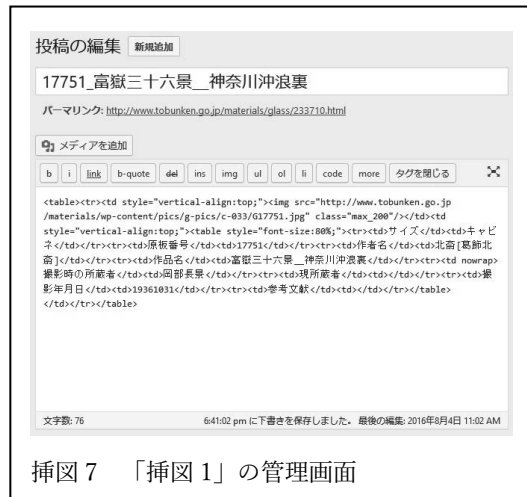 投稿の編集 新規追加
17751_富嶽三十六景__神奈川沖浪裏
パーマリンク: http://www.tobunken.go.jp/materials/glass/233710.html
メディアを追加
b i link b-quote del ins img ul ol li code more タグを閉じる
<table><tr><td style="vertical-align:top;"><img src="http://www.tobunken.go.jp
/materials/wp-content/pics/g-pics/c-033/G17751.jpg" class="max_200"/></td><td
style="vertical-align:top;"><table style="font-size:80%;"><tr><td>サイズ</td><td>キャビ
ネ</td></tr><tr><td>原板番号</td><td>17751</td></tr><tr><td>作者名</td><td>北斎[葛飾北
斎]</td></tr><tr><td>作品名</td><td>富嶽三十六景__神奈川沖浪裏</td></tr><tr><td nowrap>
撮影時の所蔵者</td><td>岡部長景</td></tr><tr><td>現所蔵者</td><td></td></tr><tr><td>撮
影年月日</td><td>19361031</td></tr><tr><td>参考文献</td><td></td></tr></table>
</td></tr></table>
文字数: 76 6:41:02 pm に下書きを保存しました。 最後の編集: 2016年8月4日 11:02 AM
挿図 7 「挿図 1」の管理画面